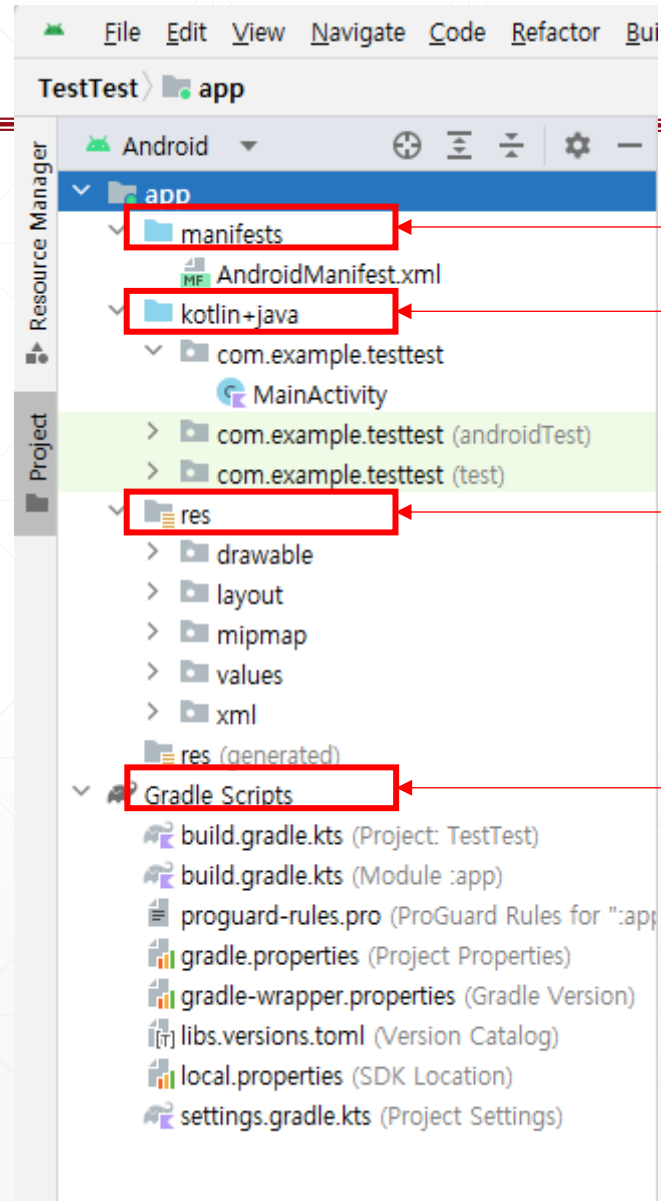 File Edit View Navigate Code Refactor Bui
TestTest app
Android
Resource Manager
Project
app
manifests
MF AndroidManifest.xml
kotlin+java
com.example.testtest
MainActivity
com.example.testtest (androidTest)
com.example.testtest (test)
res
drawable
layout
mipmap
values
xml
res (generated)
Gradle Scripts
build.gradle.kts (Project: TestTest)
build.gradle.kts (Module :app)
proguard-rules.pro (ProGuard Rules for ":app
gradle.properties (Project Properties)
gradle-wrapper.properties (Gradle Version)
libs.versions.toml (Version Catalog)
local.properties (SDK Location)
settings.gradle.kts (Project Settings)